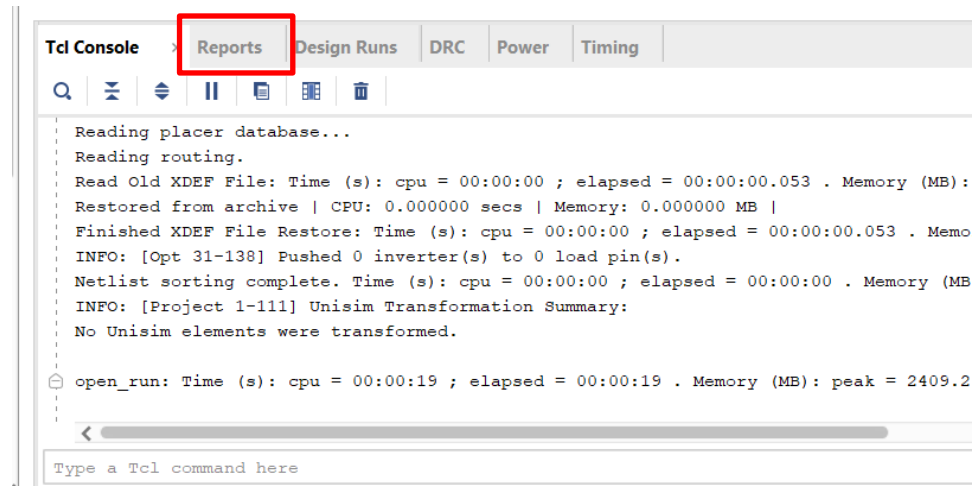 Tcl Console × Reports Design Runs DRC Power Timing
Reading placer database...
Reading routing.
Read Old XDEF File: Time (s): cpu = 00:00:00 ; elapsed = 00:00:00.053 . Memory (MB):
Restored from archive | CPU: 0.000000 secs | Memory: 0.000000 MB |
Finished XDEF File Restore: Time (s): cpu = 00:00:00 ; elapsed = 00:00:00.053 . Memo
INFO: [Opt 31-138] Pushed 0 inverter(s) to 0 load pin(s).
Netlist sorting complete. Time (s): cpu = 00:00:00 ; elapsed = 00:00:00 . Memory (MB
INFO: [Project 1-111] Unisim Transformation Summary:
No Unisim elements were transformed.
open_run: Time (s): cpu = 00:00:19 ; elapsed = 00:00:19 . Memory (MB): peak = 2409.2
Type a Tcl command here